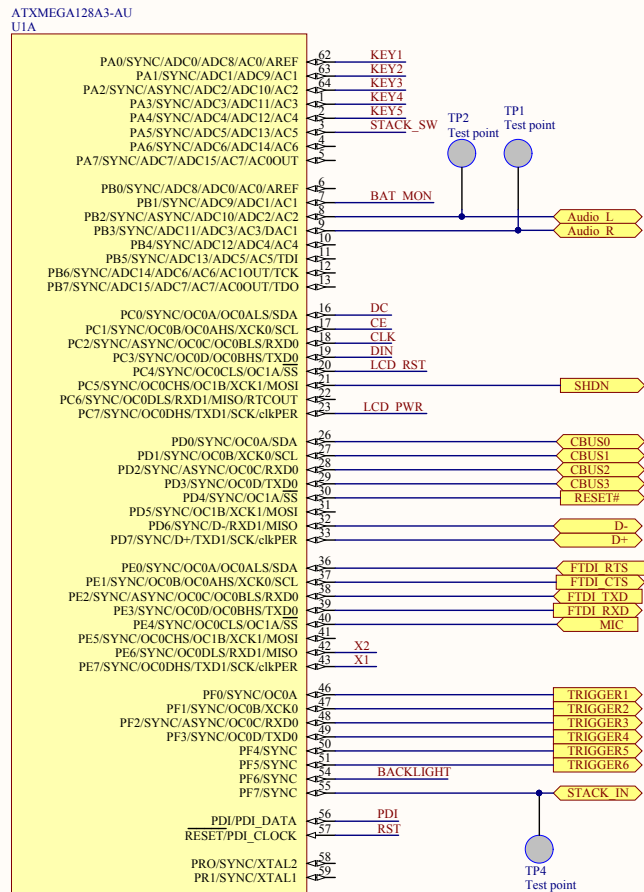 ATXMEGA128A3-AU
U1A
PA0/SYNC/ADC0/ADC8/AC0/AREF 62 KEY1
PA1/SYNC/ADC1/ADC9/AC1 63 KEY2
PA2/SYNC/ASYNC/ADC2/ADC10/AC2 64 KEY3
PA3/SYNC/ADC3/ADC11/AC3 1 KEY4
PA4/SYNC/ADC4/ADC12/AC4 2 KEY5
PA5/SYNC/ADC5/ADC13/AC5 3 STACK_SW
PA6/SYNC/ADC6/ADC14/AC6 4
PA7/SYNC/ADC7/ADC15/AC7/AC0OUT 5
TP2
Test point
TP1
Test point
PB0/SYNC/ADC8/ADC0/AC0/AREF 6
PB1/SYNC/ADC9/ADC1/AC1 7 BAT_MON
PB2/SYNC/ASYNC/ADC10/ADC2/AC2 8 Audio_L
PB3/SYNC/ADC11/ADC3/AC3/DAC1 9 Audio_R
PB4/SYNC/ADC12/ADC4/AC4 10
PB5/SYNC/ADC13/ADC5/AC5/TDI 11
PB6/SYNC/ADC14/ADC6/AC6/AC1OUT/TCK 12
PB7/SYNC/ADC15/ADC7/AC7/AC0OUT/TDO 13
PC0/SYNC/OC0A/OC0ALS/SDA 16 DC
PC1/SYNC/OC0B/OC0AHS/XCK0/SCL 17 CE
PC2/SYNC/ASYNC/OC0C/OC0BLS/RXD0 18 CLK
PC3/SYNC/OC0D/OC0BHS/TXD0 19 DIN
PC4/SYNC/OC0CLS/OC1A/SS 20 LCD_RST
PC5/SYNC/OC0CHS/OC1B/XCK1/MOSI 21 SHDN
PC6/SYNC/OC0DLS/RXD1/MISO/RTCOUT 22
PC7/SYNC/OC0DHS/TXD1/SCK/clkPER 23 LCD_PWR
PD0/SYNC/OC0A/SDA 26 CBUS0
PD1/SYNC/OC0B/XCK0/SCL 27 CBUS1
PD2/SYNC/ASYNC/OC0C/RXD0 28 CBUS2
PD3/SYNC/OC0D/TXD0 29 CBUS3
PD4/SYNC/OC1A/SS 30 RESET#
PD5/SYNC/OC1B/XCK1/MOSI 31
PD6/SYNC/D-/RXD1/MISO 32 D-
PD7/SYNC/D+/TXD1/SCK/clkPER 33 D+
PE0/SYNC/OC0A/OC0ALS/SDA 36 FTDI_RTS
PE1/SYNC/OC0B/OC0AHS/XCK0/SCL 37 FTDI_CTS
PE2/SYNC/ASYNC/OC0C/OC0BLS/RXD0 38 FTDI_TXD
PE3/SYNC/OC0D/OC0BHS/TXD0 39 FTDI_RXD
PE4/SYNC/OC0CLS/OC1A/SS 40 MIC
PE5/SYNC/OC0CHS/OC1B/XCK1/MOSI 41
PE6/SYNC/OC0DLS/RXD1/MISO 42 X2
PE7/SYNC/OC0DHS/TXD1/SCK/clkPER 43 X1
PF0/SYNC/OC0A 46 TRIGGER1
PF1/SYNC/OC0B/XCK0 47 TRIGGER2
PF2/SYNC/ASYNC/OC0C/RXD0 48 TRIGGER3
PF3/SYNC/OC0D/TXD0 49 TRIGGER4
PF4/SYNC 50 TRIGGER5
PF5/SYNC 51 TRIGGER6
PF6/SYNC 54 BACKLIGHT
PF7/SYNC 55 STACK_IN
PDI/PDI_DATA 56 PDI
RESET/PDI_CLOCK 57 RST
PRO/SYNC/XTAL2 58
PR1/SYNC/XTAL1 59
TP4
Test point